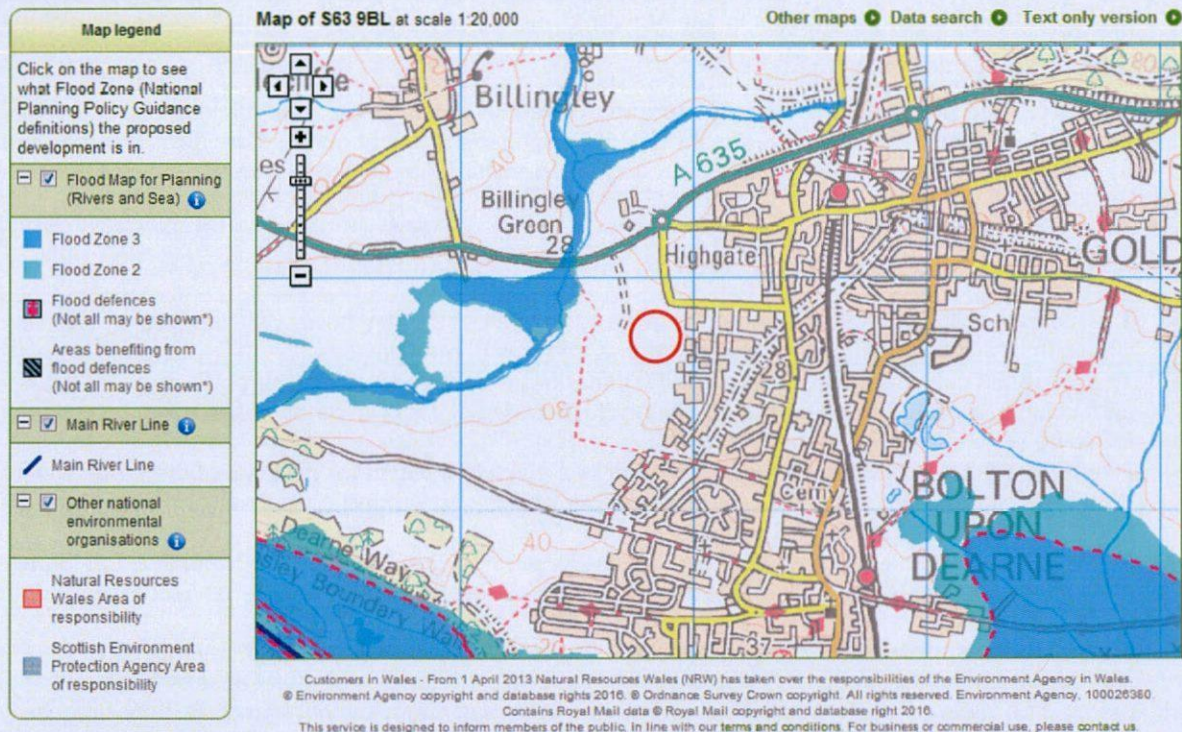 Map legend
Click on the map to see
what Flood Zone (National
Planning Policy Guidance
definitions) the proposed
development is in.
Flood Map for Planning
(Rivers and Sea)
Flood Zone 3
Flood Zone 2
Flood defences
(Not all may be shown*)
Areas benefiting from
flood defences
(Not all may be shown*)
Main River Line
Main River Line
Other national
environmental
organisations
Natural Resources
Wales Area of
responsibility
Scottish Environment
Protection Agency Area
of responsibility
Map of S63 9BL at scale 1:20,000
Other maps Data search Text only version
Billingley
80
40
A 635
Billingley
Green
28
Highgate
GOLD
Sch
28
30
Cemy
BOLTON
UPON
DEARNE
40
Dearne Way
sley Boundary Walk
20
37
Customers in Wales - From 1 April 2013 Natural Resources Wales (NRW) has taken over the responsibilities of the Environment Agency in Wales.
© Environment Agency copyright and database rights 2016. © Ordnance Survey Crown copyright. All rights reserved. Environment Agency, 100026380.
Contains Royal Mail data © Royal Mail copyright and database right 2016.
This service is designed to inform members of the public, in line with our terms and conditions. For business or commercial use, please contact us.